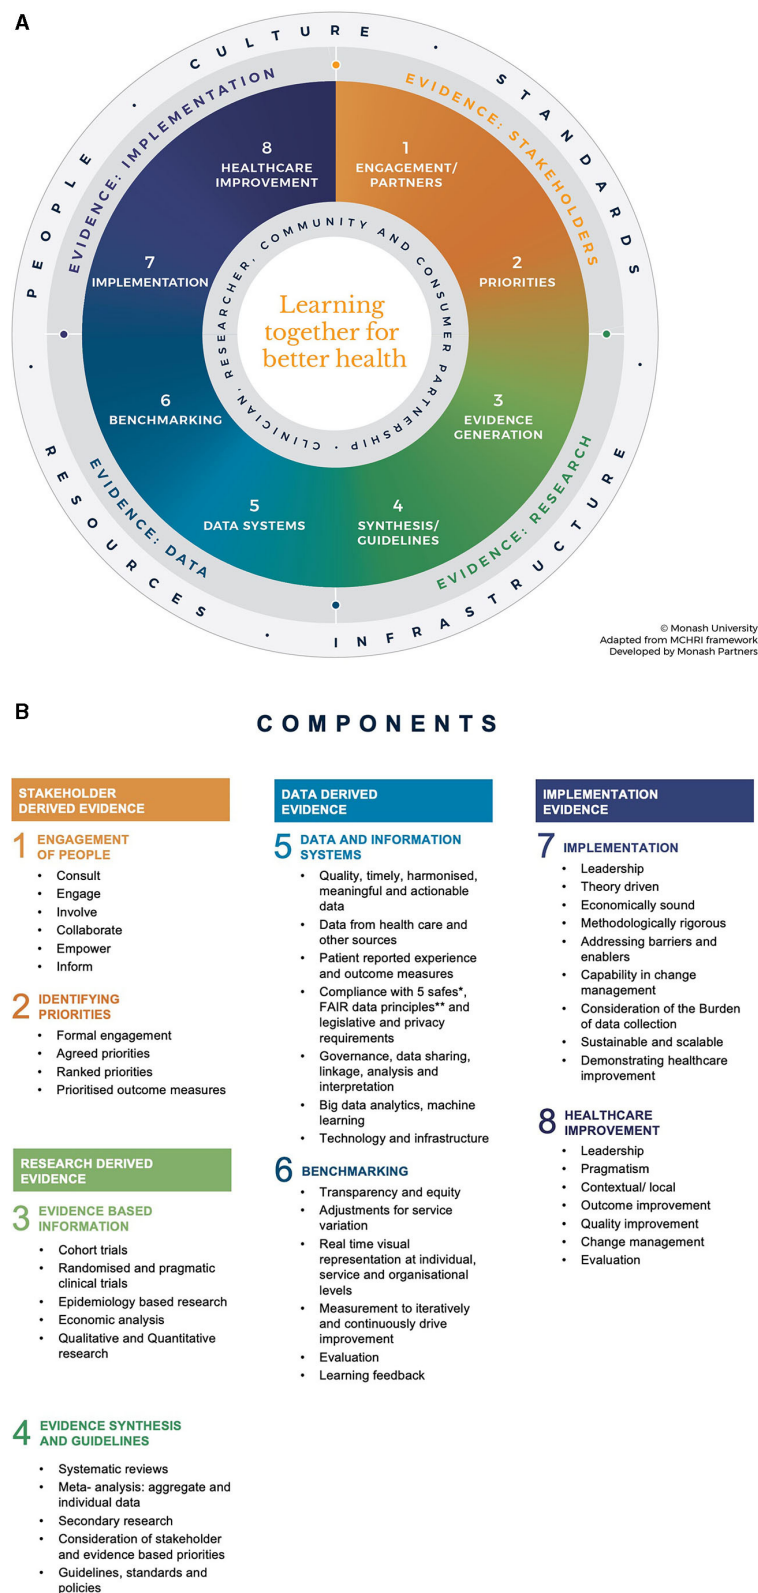 A
PEOPLE • CULTURE • STANDARDS • INFRASTRUCTURE • RESOURCES •
EVIDENCE: STAKEHOLDERS
EVIDENCE: RESEARCH
EVIDENCE: DATA
EVIDENCE: IMPLEMENTATION
1
ENGAGEMENT/
PARTNERS
2
PRIORITIES
3
EVIDENCE
GENERATION
4
SYNTHESIS/
GUIDELINES
5
DATA SYSTEMS
6
BENCHMARKING
7
IMPLEMENTATION
8
HEALTHCARE
IMPROVEMENT
CLINICIAN, RESEARCHER, COMMUNITY AND CONSUMER PARTNERSHIP •
Learning
together for
better health
© Monash University
Adapted from MCHRI framework
Developed by Monash Partners
B
COMPONENTS
STAKEHOLDER
DERIVED EVIDENCE
1 ENGAGEMENT
OF PEOPLE
• Consult
• Engage
• Involve
• Collaborate
• Empower
• Inform
2 IDENTIFYING
PRIORITIES
• Formal engagement
• Agreed priorities
• Ranked priorities
• Prioritised outcome measures
RESEARCH DERIVED
EVIDENCE
3 EVIDENCE BASED
INFORMATION
• Cohort trials
• Randomised and pragmatic
clinical trials
• Epidemiology based research
• Economic analysis
• Qualitative and Quantitative
research
4 EVIDENCE SYNTHESIS
AND GUIDELINES
• Systematic reviews
• Meta- analysis: aggregate and
individual data
• Secondary research
• Consideration of stakeholder
and evidence based priorities
• Guidelines, standards and
policies
DATA DERIVED
EVIDENCE
5 DATA AND INFORMATION
SYSTEMS
• Quality, timely, harmonised,
meaningful and actionable
data
• Data from health care and
other sources
• Patient reported experience
and outcome measures
• Compliance with 5 safes*,
FAIR data principles** and
legislative and privacy
requirements
• Governance, data sharing,
linkage, analysis and
interpretation
• Big data analytics, machine
learning
• Technology and infrastructure
6 BENCHMARKING
• Transparency and equity
• Adjustments for service
variation
• Real time visual
representation at individual,
service and organisational
levels
• Measurement to iteratively
and continuously drive
improvement
• Evaluation
• Learning feedback
IMPLEMENTATION
EVIDENCE
7 IMPLEMENTATION
• Leadership
• Theory driven
• Economically sound
• Methodologically rigorous
• Addressing barriers and
enablers
• Capability in change
management
• Consideration of the Burden
of data collection
• Sustainable and scalable
• Demonstrating healthcare
improvement
8 HEALTHCARE
IMPROVEMENT
• Leadership
• Pragmatism
• Contextual/ local
• Outcome improvement
• Quality improvement
• Change management
• Evaluation